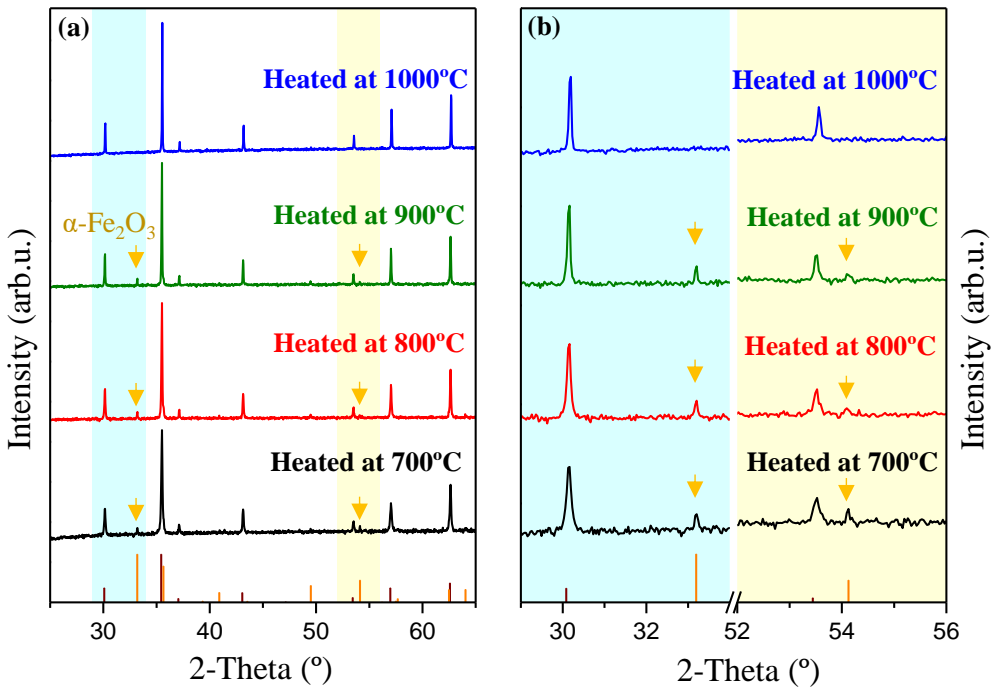 (a)
Heated at 1000ºC
Heated at 900ºC
α-Fe₂O₃
Heated at 800ºC
Heated at 700ºC
Intensity (arb.u.)
30 40 50 60
2-Theta (º)
(b)
Heated at 1000ºC
Heated at 900ºC
Heated at 800ºC
Heated at 700ºC
Intensity (arb.u.)
30 32 52 54 56
2-Theta (º)